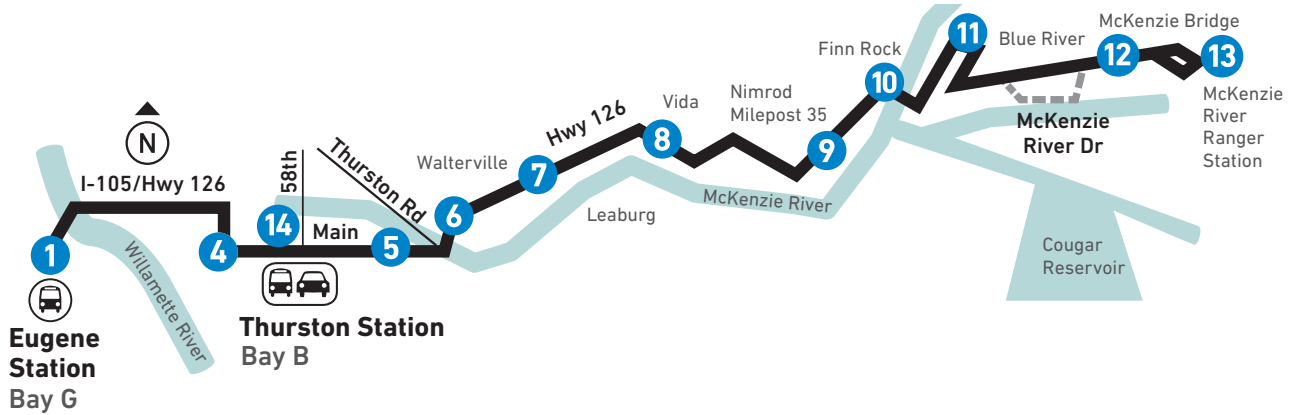 11
Blue River
McKenzie Bridge
12
13
Finn Rock
10
McKenzie
River
Ranger
Station
McKenzie
River Dr
Nimrod
Milepost 35
9
Vida
8
Hwy 126
Walterville
7
N
I-105/Hwy 126
58th
Thurston Rd
6
Leaburg
McKenzie River
14
Main
5
4
1
Willamette River
Cougar
Reservoir
Eugene
Station
Bay G
Thurston Station
Bay B